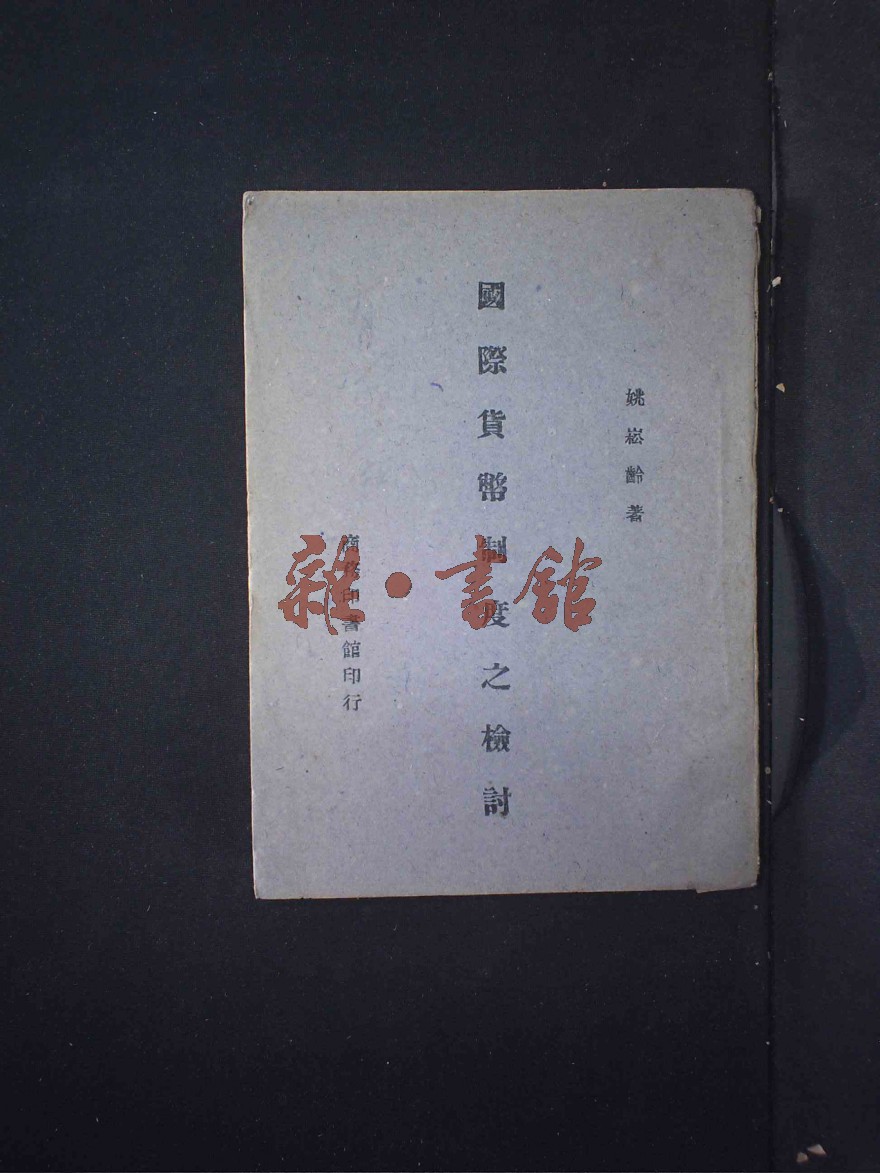 姚崧齡著
國際貨幣制度之檢討
商務印書館印行
雜·書館